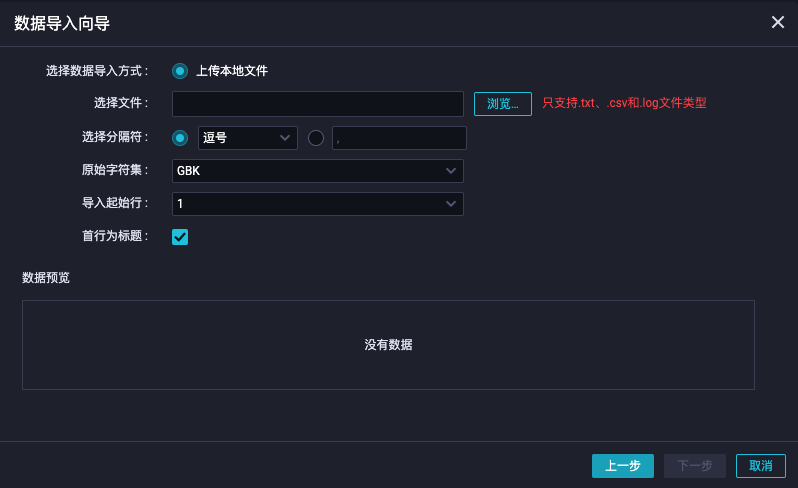 数据导入向导
选择数据导入方式： 上传本地文件
选择文件： 浏览... 只支持.txt、.csv和.log文件类型
选择分隔符： 逗号 ,
原始字符集： GBK
导入起始行： 1
首行为标题：
数据预览
没有数据
上一步 下一步 取消